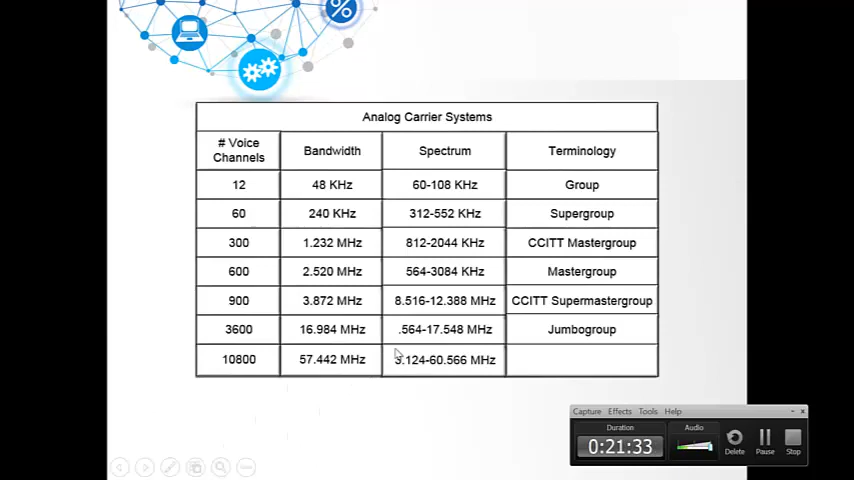 %
Analog Carrier Systems
# Voice Channels Bandwidth Spectrum Terminology
12 48 KHz 60-108 KHz Group
60 240 KHz 312-552 KHz Supergroup
300 1.232 MHz 812-2044 KHz CCITT Mastergroup
600 2.520 MHz 564-3084 KHz Mastergroup
900 3.872 MHz 8.516-12.388 MHz CCITT Supermastergroup
3600 16.984 MHz .564-17.548 MHz Jumbogroup
10800 57.442 MHz 3.124-60.566 MHz
Capture Effects Tools Help
Duration Audio
0:21:33
Delete Pause Stop